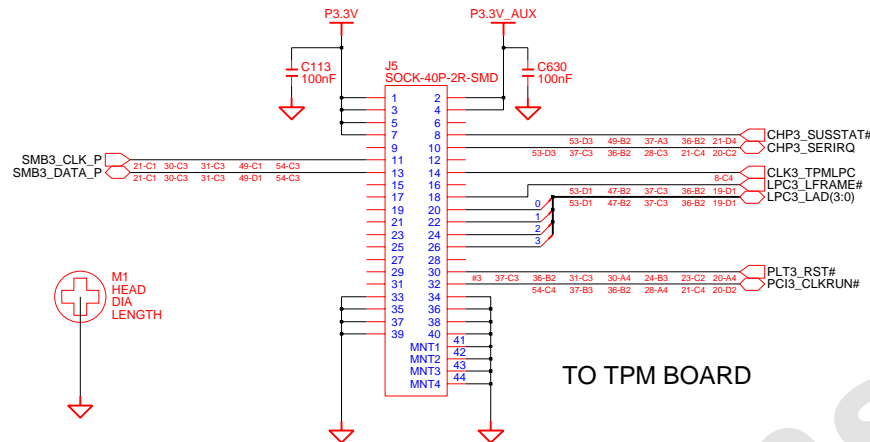 P3.3V P3.3V_AUX
C113 100nF
C630 100nF
J5
SOCK-40P-2R-SMD
1 2
3 4
5 6
7 8 53-D3 49-B2 37-A3 36-B2 21-D4 CHP3_SUSSTAT#
9 10 53-D3 37-C3 36-B2 28-C3 21-C4 20-C2 CHP3_SERIRQ
SMB3_CLK_P 21-C1 30-C3 31-C3 49-C1 54-C3 11 12
SMB3_DATA_P 21-C1 30-C3 31-C3 49-D1 54-C3 13 14 CLK3_TPMLPC
8-C4
15 16 LPC3_LFRAME#
17 18 53-D1 47-B2 37-C3 36-B2 19-D1 LPC3_LAD(3:0)
53-D1 47-B2 37-C3 36-B2 19-D1
19 20 0
21 22 1
23 24 2
25 26 3
27 28
29 30 PLT3_RST#
#3 37-C3 36-B2 31-C3 30-A4 24-B3 23-C2 20-A4
31 32 PCI3_CLKRUN#
54-C4 37-B3 36-B2 28-A4 21-C4 20-D2
33 34
35 36
37 38
39 40
MNT1 41
MNT2 42
MNT3 43
MNT4 44
M1
HEAD
DIA
LENGTH
TO TPM BOARD